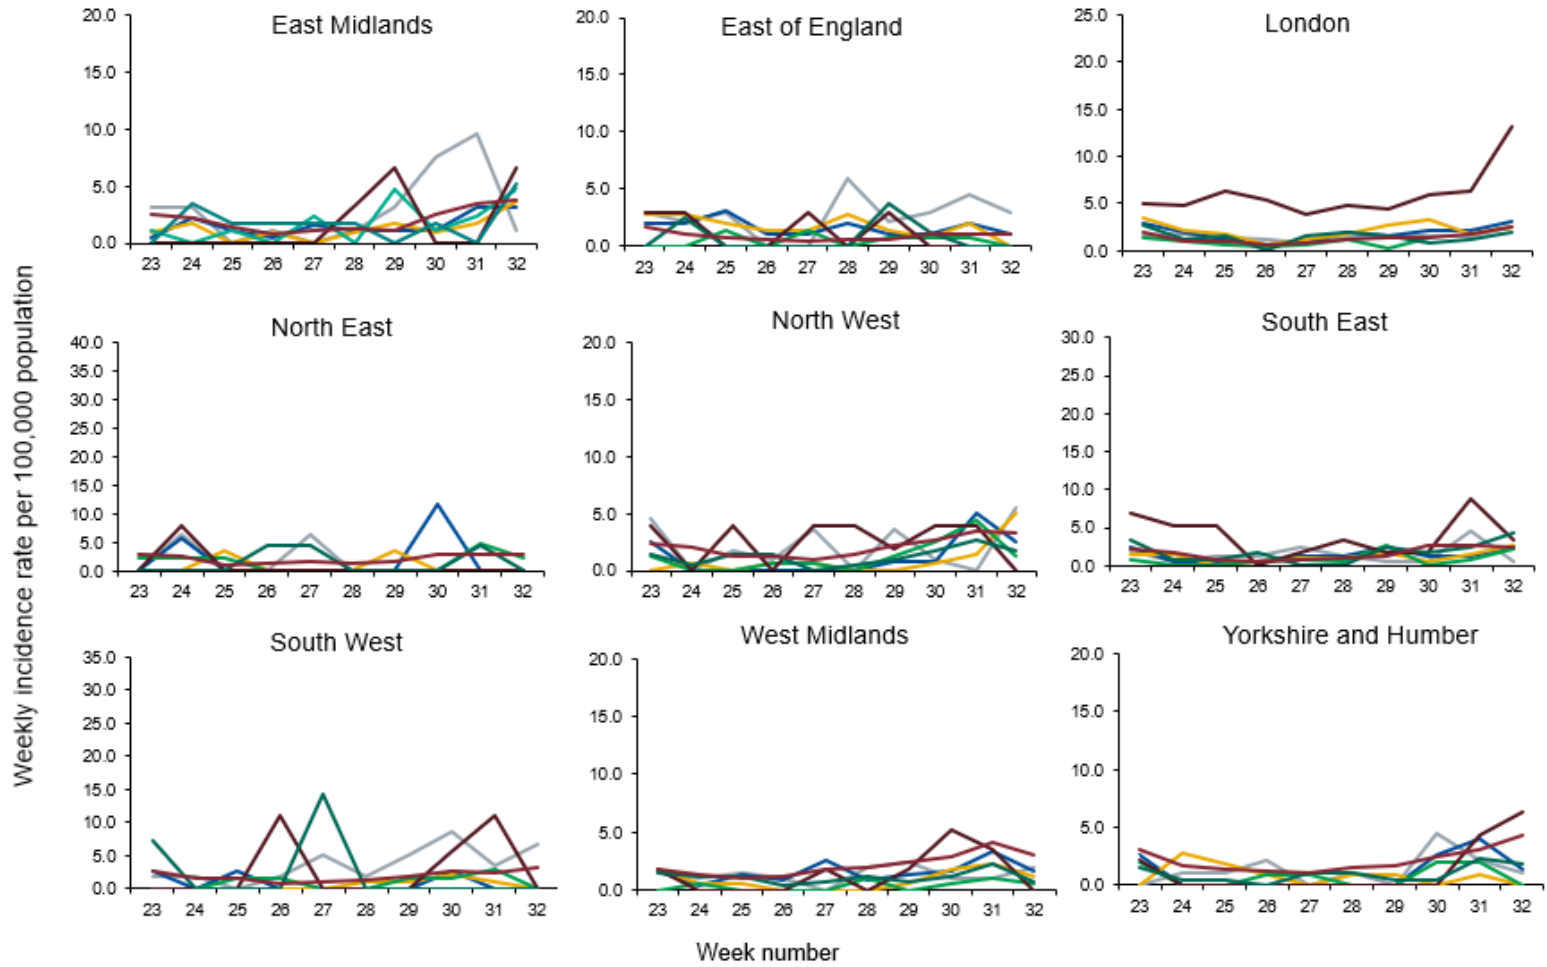 East Midlands
20.0
15.0
10.0
5.0
0.0
23 24 25 26 27 28 29 30 31 32
East of England
20.0
15.0
10.0
5.0
0.0
23 24 25 26 27 28 29 30 31 32
London
25.0
20.0
15.0
10.0
5.0
0.0
23 24 25 26 27 28 29 30 31 32
Weekly incidence rate per 100,000 population
North East
40.0
35.0
30.0
25.0
20.0
15.0
10.0
5.0
0.0
23 24 25 26 27 28 29 30 31 32
North West
20.0
15.0
10.0
5.0
0.0
23 24 25 26 27 28 29 30 31 32
South East
30.0
25.0
20.0
15.0
10.0
5.0
0.0
23 24 25 26 27 28 29 30 31 32
South West
35.0
30.0
25.0
20.0
15.0
10.0
5.0
0.0
23 24 25 26 27 28 29 30 31 32
West Midlands
20.0
15.0
10.0
5.0
0.0
23 24 25 26 27 28 29 30 31 32
Yorkshire and Humber
20.0
15.0
10.0
5.0
0.0
23 24 25 26 27 28 29 30 31 32
Week number